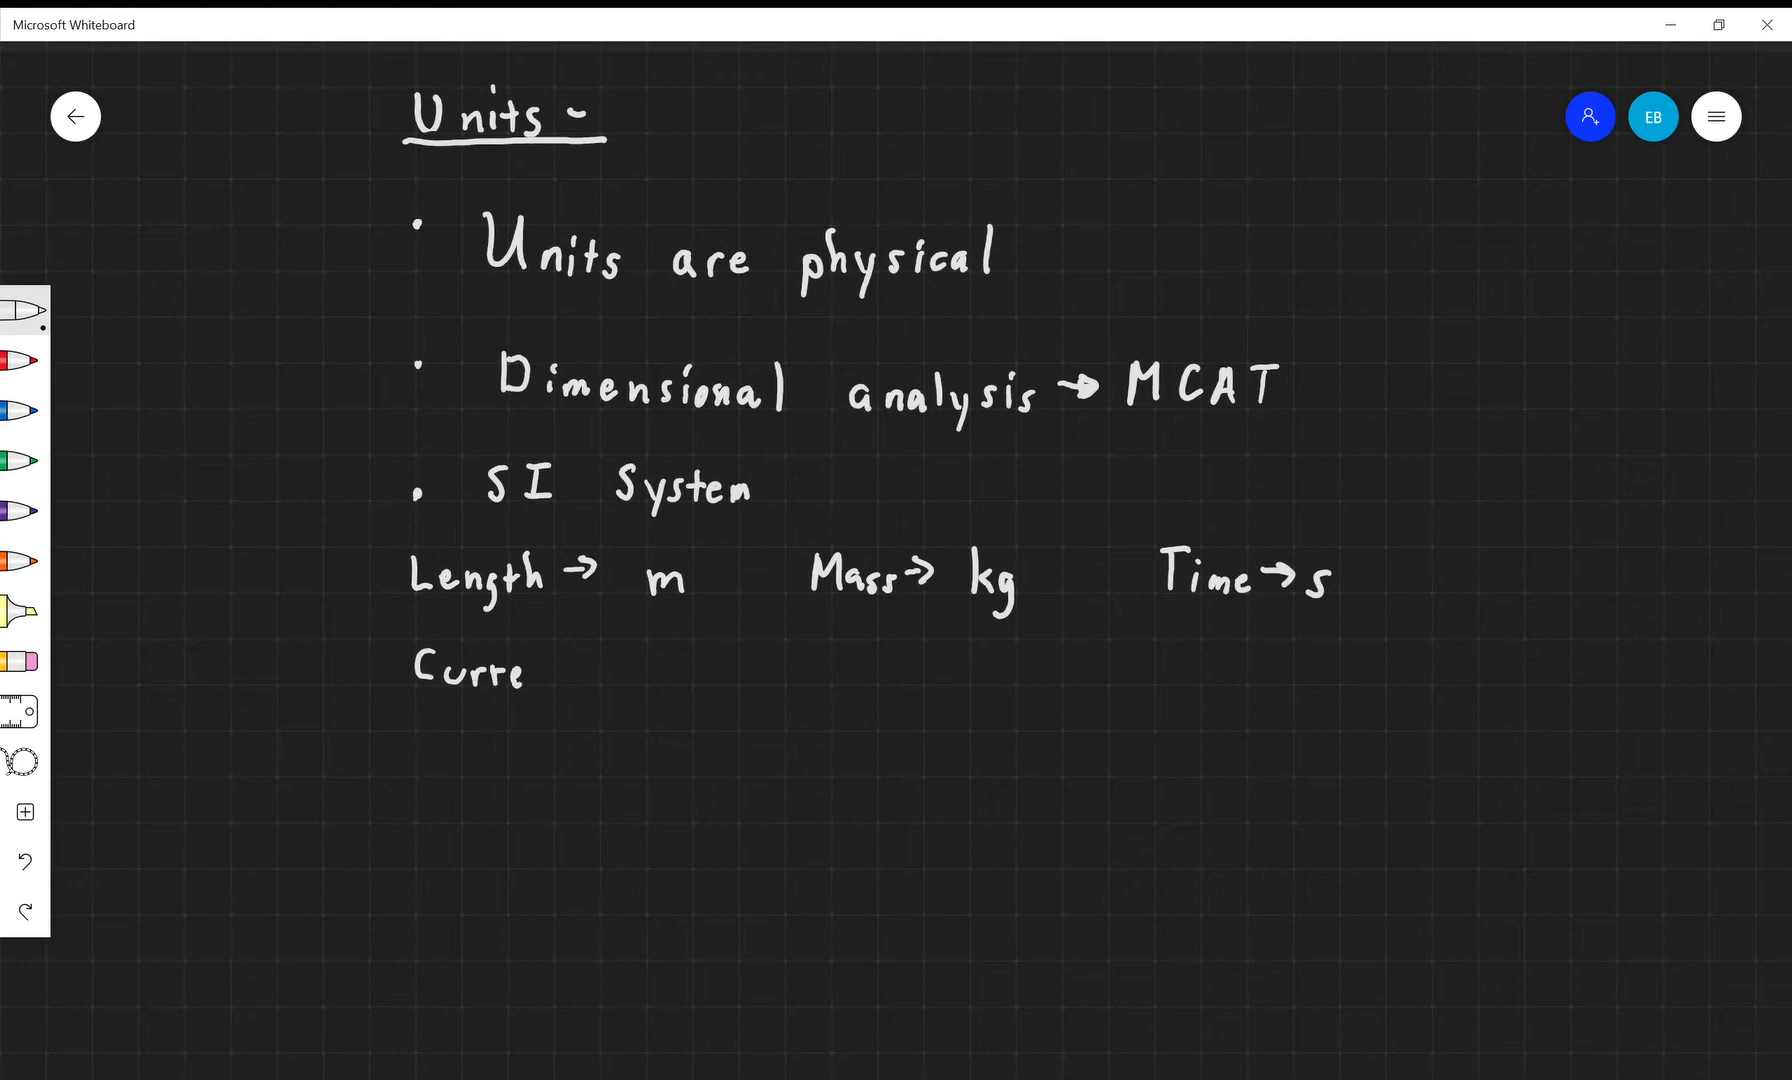 Microsoft Whiteboard
Units -
EB
• Units are physical
• Dimensional analysis → MCAT
• SI System
Length → m Mass → kg Time → s
Curre